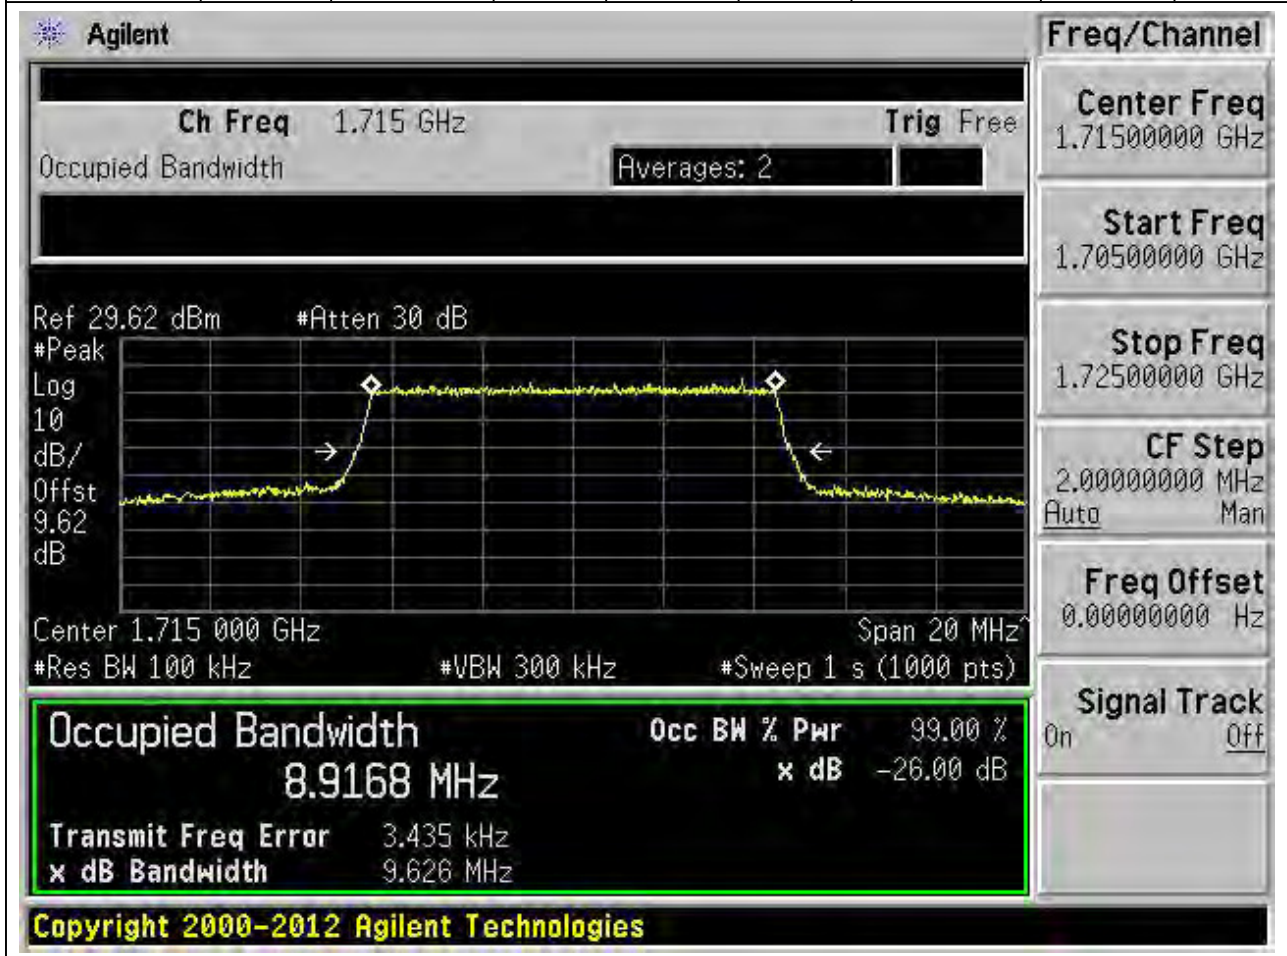 Agilent
Freq/Channel
Ch Freq 1.715 GHz
Trig Free
Occupied Bandwidth
Averages: 2
Center Freq
1.71500000 GHz
Start Freq
1.70500000 GHz
Stop Freq
1.72500000 GHz
CF Step
2.00000000 MHz
Auto Man
Freq Offset
0.00000000 Hz
Signal Track
On Off
Ref 29.62 dBm #Atten 30 dB
#Peak
Log
10
dB/
Offst
9.62
dB
Center 1.715 000 GHz Span 20 MHz^
#Res BW 100 kHz #VBW 300 kHz #Sweep 1 s (1000 pts)
Occupied Bandwidth
8.9168 MHz
Occ BW % Pwr 99.00 %
x dB -26.00 dB
Transmit Freq Error 3.435 kHz
x dB Bandwidth 9.626 MHz
Copyright 2000-2012 Agilent Technologies